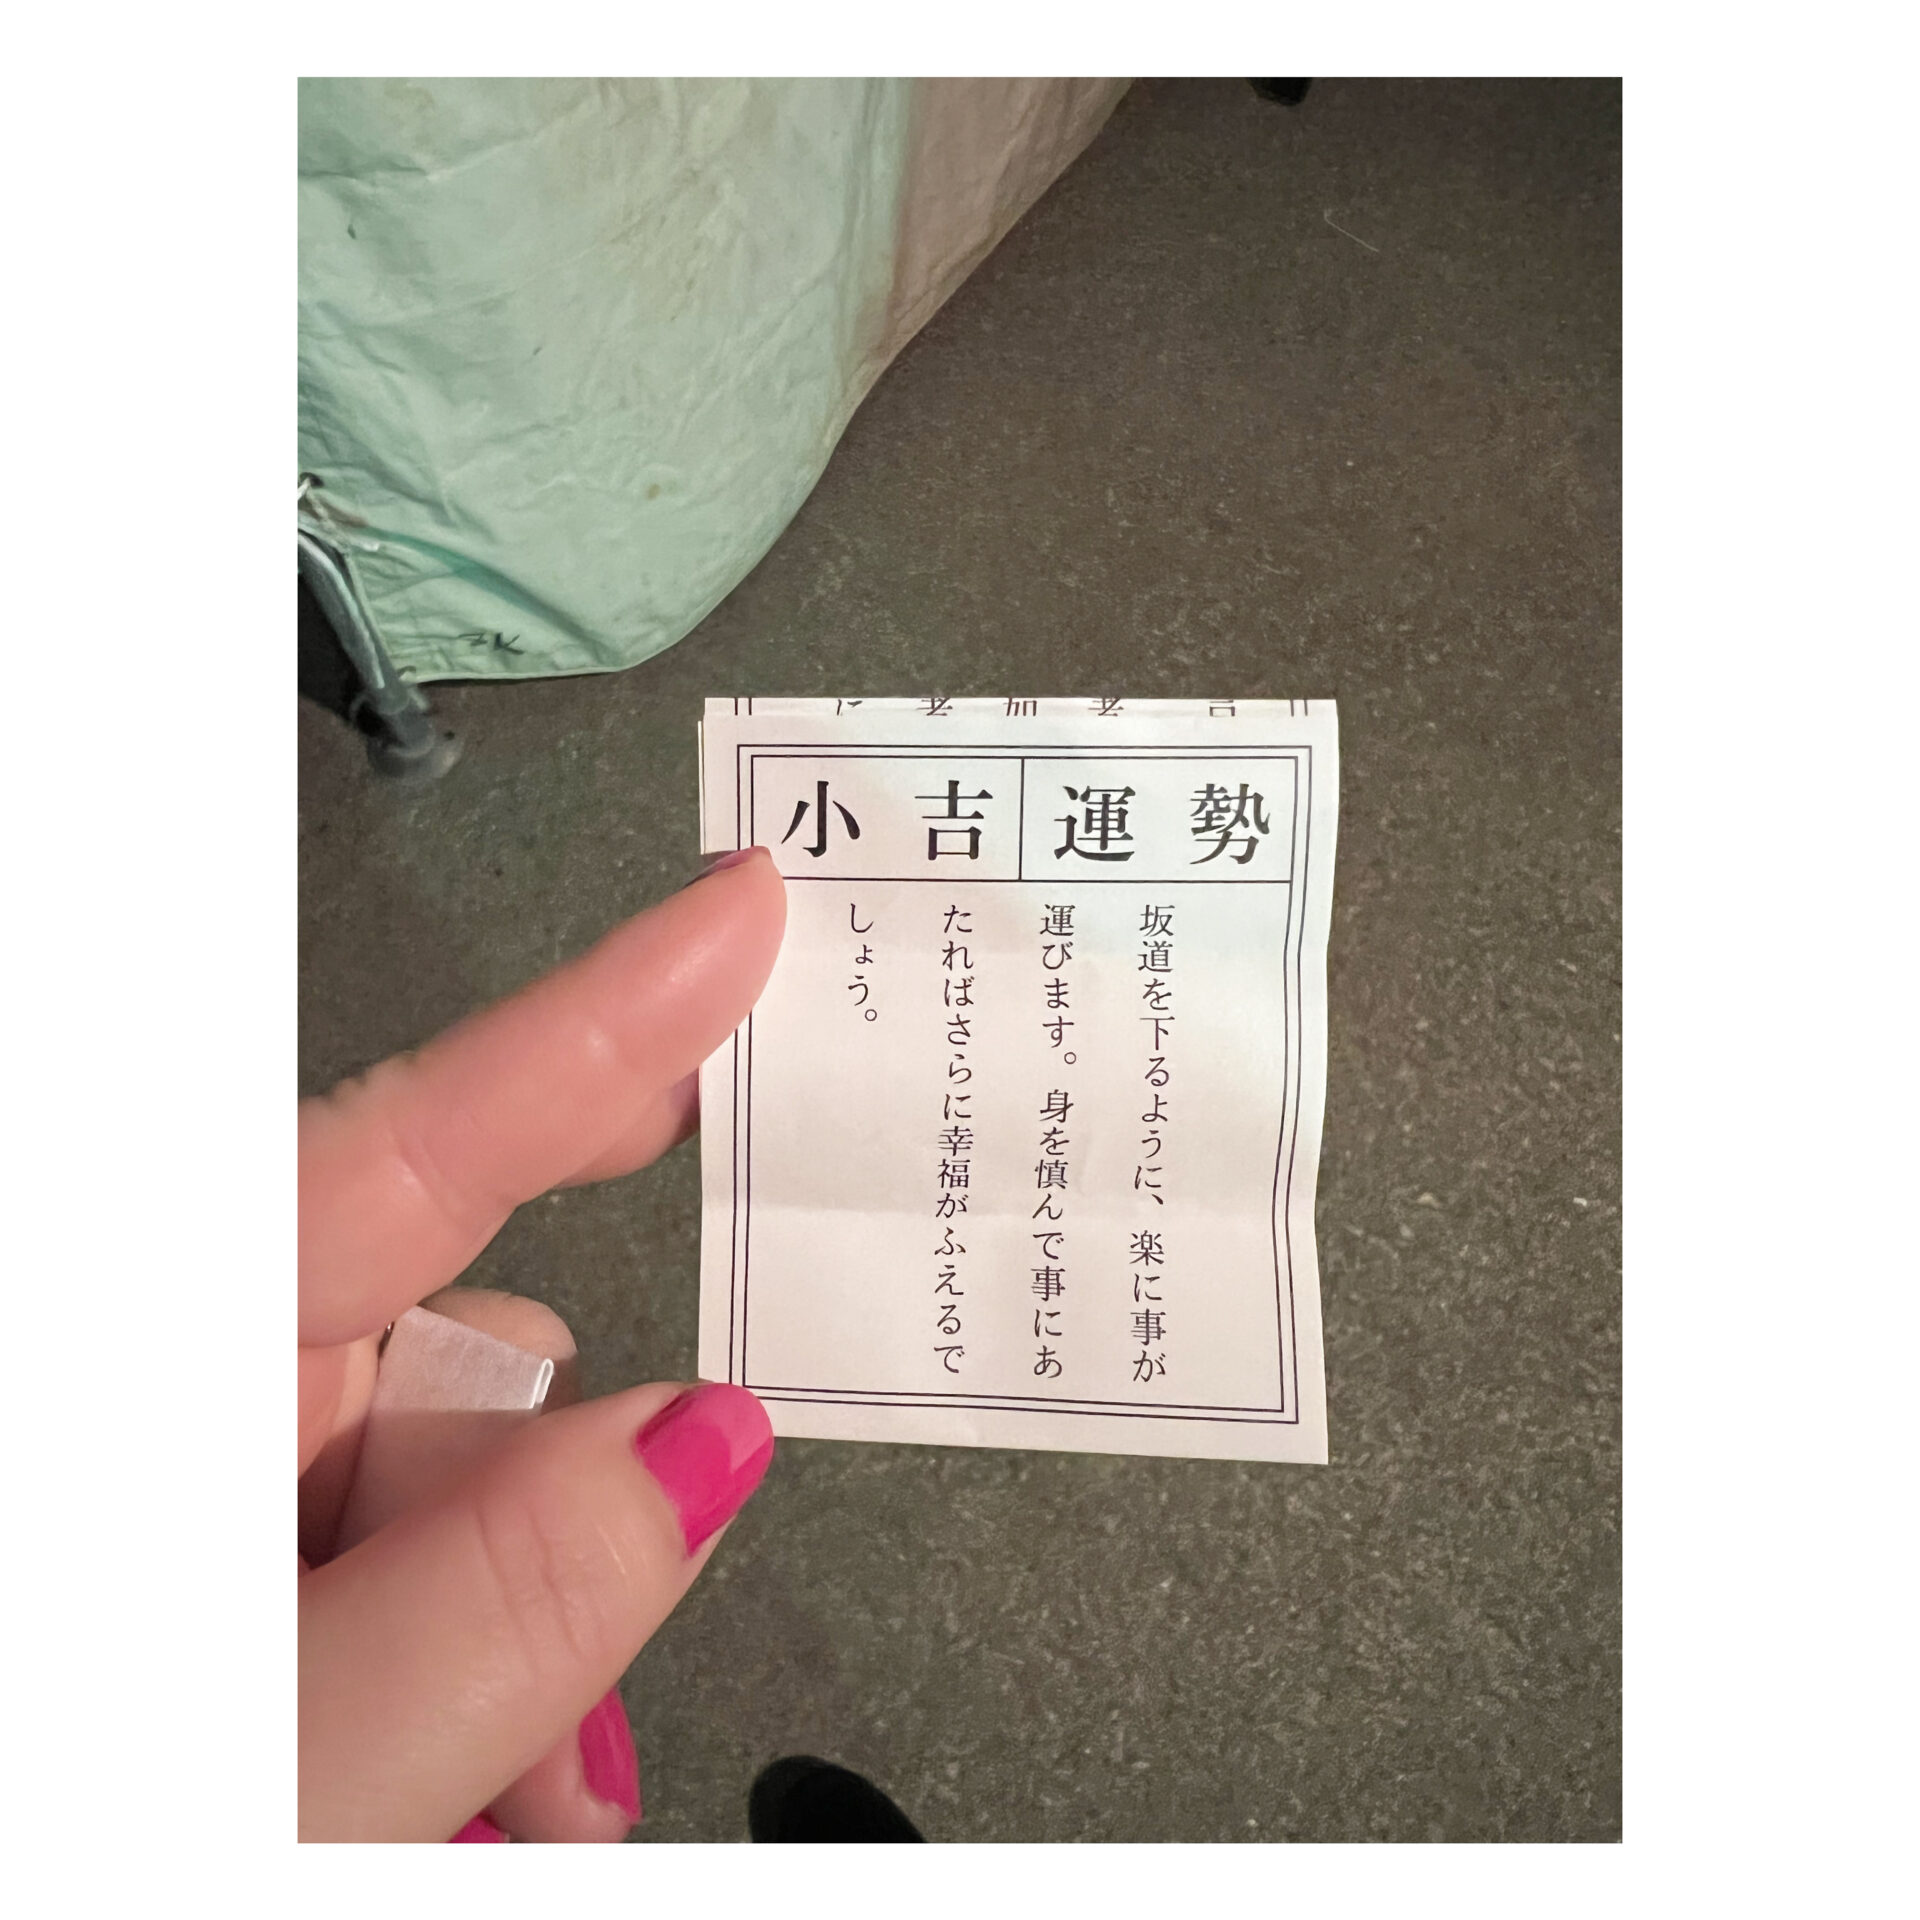 小吉運勢
坂道を下るように、楽に事が
運びます。身を慎んで事にあ
たればさらに幸福がふえるで
しょう。